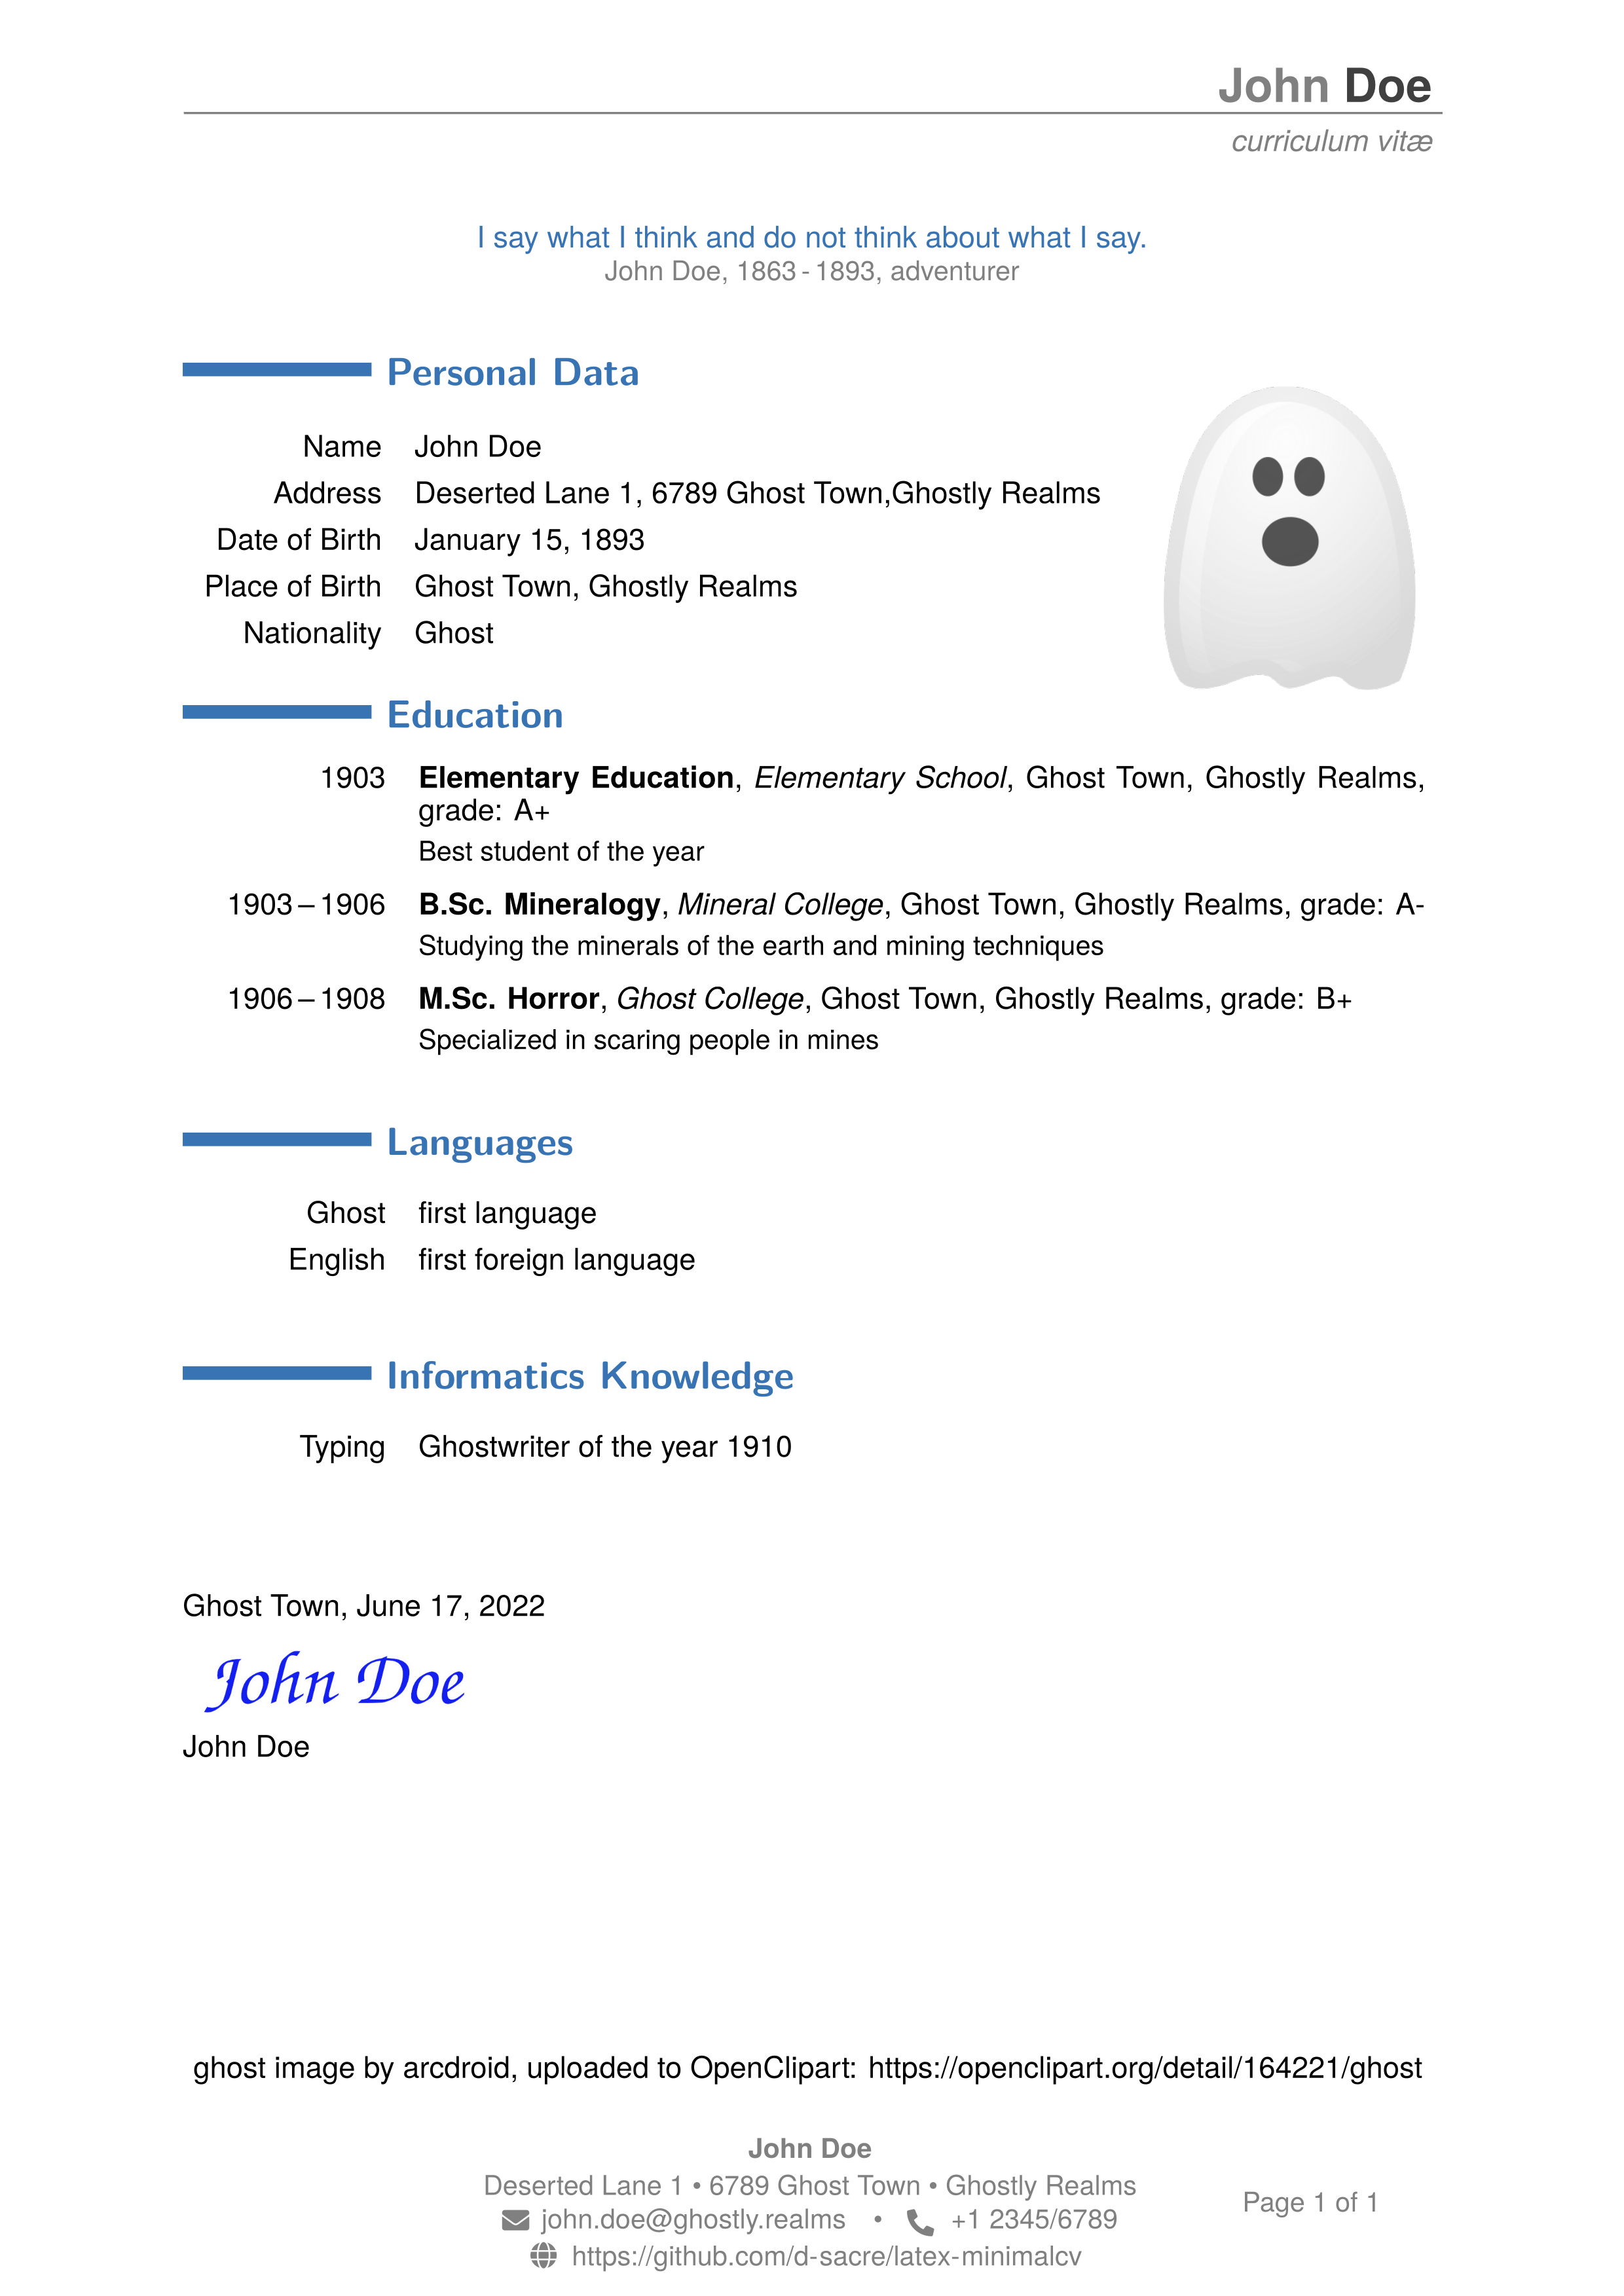 John Doe
curriculum vitæ
I say what I think and do not think about what I say.
John Doe, 1863 - 1893, adventurer
Personal Data
Name John Doe
Address Deserted Lane 1, 6789 Ghost Town,Ghostly Realms
Date of Birth January 15, 1893
Place of Birth Ghost Town, Ghostly Realms
Nationality Ghost
Education
1903 Elementary Education, Elementary School, Ghost Town, Ghostly Realms,
grade: A+
Best student of the year
1903 – 1906 B.Sc. Mineralogy, Mineral College, Ghost Town, Ghostly Realms, grade: A-
Studying the minerals of the earth and mining techniques
1906 – 1908 M.Sc. Horror, Ghost College, Ghost Town, Ghostly Realms, grade: B+
Specialized in scaring people in mines
Languages
Ghost first language
English first foreign language
Informatics Knowledge
Typing Ghostwriter of the year 1910
Ghost Town, June 17, 2022
John Doe
John Doe
ghost image by arcdroid, uploaded to OpenClipart: https://openclipart.org/detail/164221/ghost
John Doe
Deserted Lane 1 • 6789 Ghost Town • Ghostly Realms
john.doe@ghostly.realms • +1 2345/6789
https://github.com/d-sacre/latex-minimalcv
Page 1 of 1